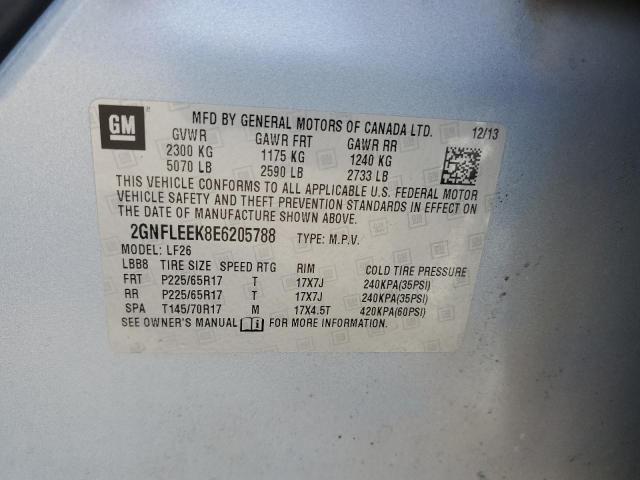 GM
MFD BY GENERAL MOTORS OF CANADA LTD. 12/13
GVWR GAWR FRT GAWR RR
2300 KG 1175 KG 1240 KG
5070 LB 2590 LB 2733 LB
THIS VEHICLE CONFORMS TO ALL APPLICABLE U.S. FEDERAL MOTOR
VEHICLE SAFETY AND THEFT PREVENTION STANDARDS IN EFFECT ON
THE DATE OF MANUFACTURE SHOWN ABOVE.
2GNFLEEK8E6205788 TYPE: M.P.V.
MODEL: LF26
LBB8 TIRE SIZE SPEED RTG RIM COLD TIRE PRESSURE
FRT P225/65R17 T 17X7J 240KPA(35PSI)
RR P225/65R17 T 17X7J 240KPA(35PSI)
SPA T145/70R17 M 17X4.5T 420KPA(60PSI)
SEE OWNER'S MANUAL FOR MORE INFORMATION.